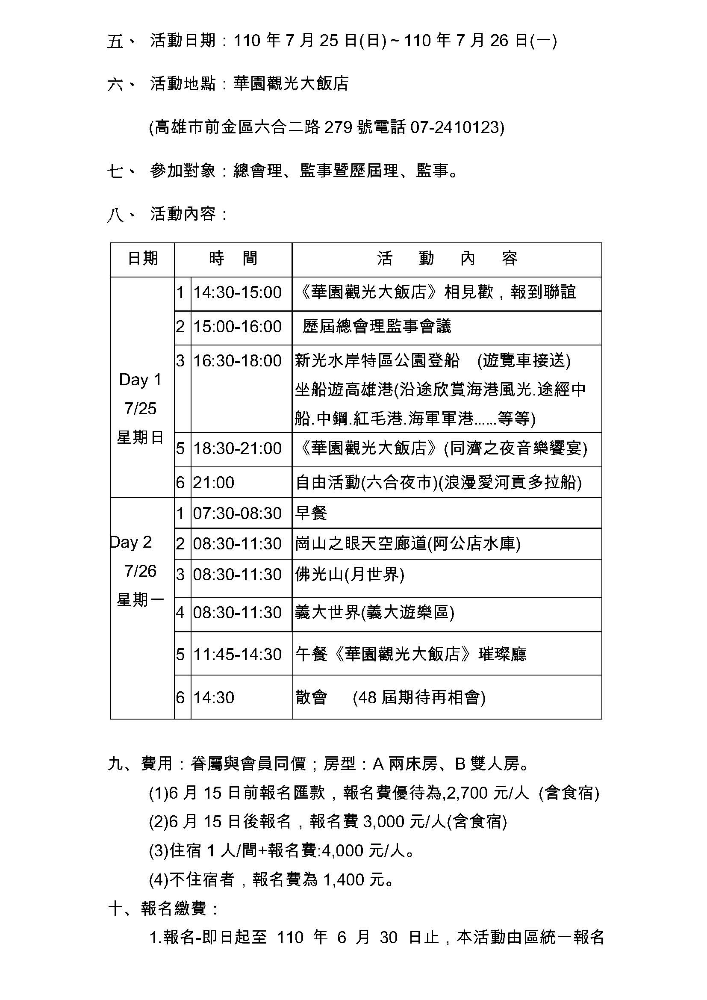 五、 活動日期：110 年 7 月 25 日(日)～110 年 7 月 26 日(一)
六、 活動地點：華園觀光大飯店
(高雄市前金區六合二路 279 號電話 07-2410123)
七、 參加對象：總會理、監事暨歷屆理、監事。
八、 活動內容：
日期 時 間 活 動 內 容
1 14:30-15:00 《華園觀光大飯店》相見歡，報到聯誼
2 15:00-16:00 歷屆總會理監事會議
Day 1
7/25
星期日
3 16:30-18:00 新光水岸特區公園登船 (遊覽車接送)
坐船遊高雄港(沿途欣賞海港風光.途經中
船.中鋼.紅毛港.海軍軍港......等等)
5 18:30-21:00 《華園觀光大飯店》(同濟之夜音樂饗宴)
6 21:00 自由活動(六合夜市)(浪漫愛河貢多拉船)
Day 2
7/26
星期一
1 07:30-08:30 早餐
2 08:30-11:30 崗山之眼天空廊道(阿公店水庫)
3 08:30-11:30 佛光山(月世界)
4 08:30-11:30 義大世界(義大遊樂區)
5 11:45-14:30 午餐《華園觀光大飯店》璀璨廳
6 14:30 散會 (48 屆期待再相會)
九、費用：眷屬與會員同價；房型：A 兩床房、B 雙人房。
(1)6 月 15 日前報名匯款，報名費優待為,2,700 元/人 (含食宿)
(2)6 月 15 日後報名，報名費 3,000 元/人(含食宿)
(3)住宿 1 人/間+報名費:4,000 元/人。
(4)不住宿者，報名費為 1,400 元。
十、報名繳費：
1.報名-即日起至 110 年 6 月 30 日止，本活動由區統一報名